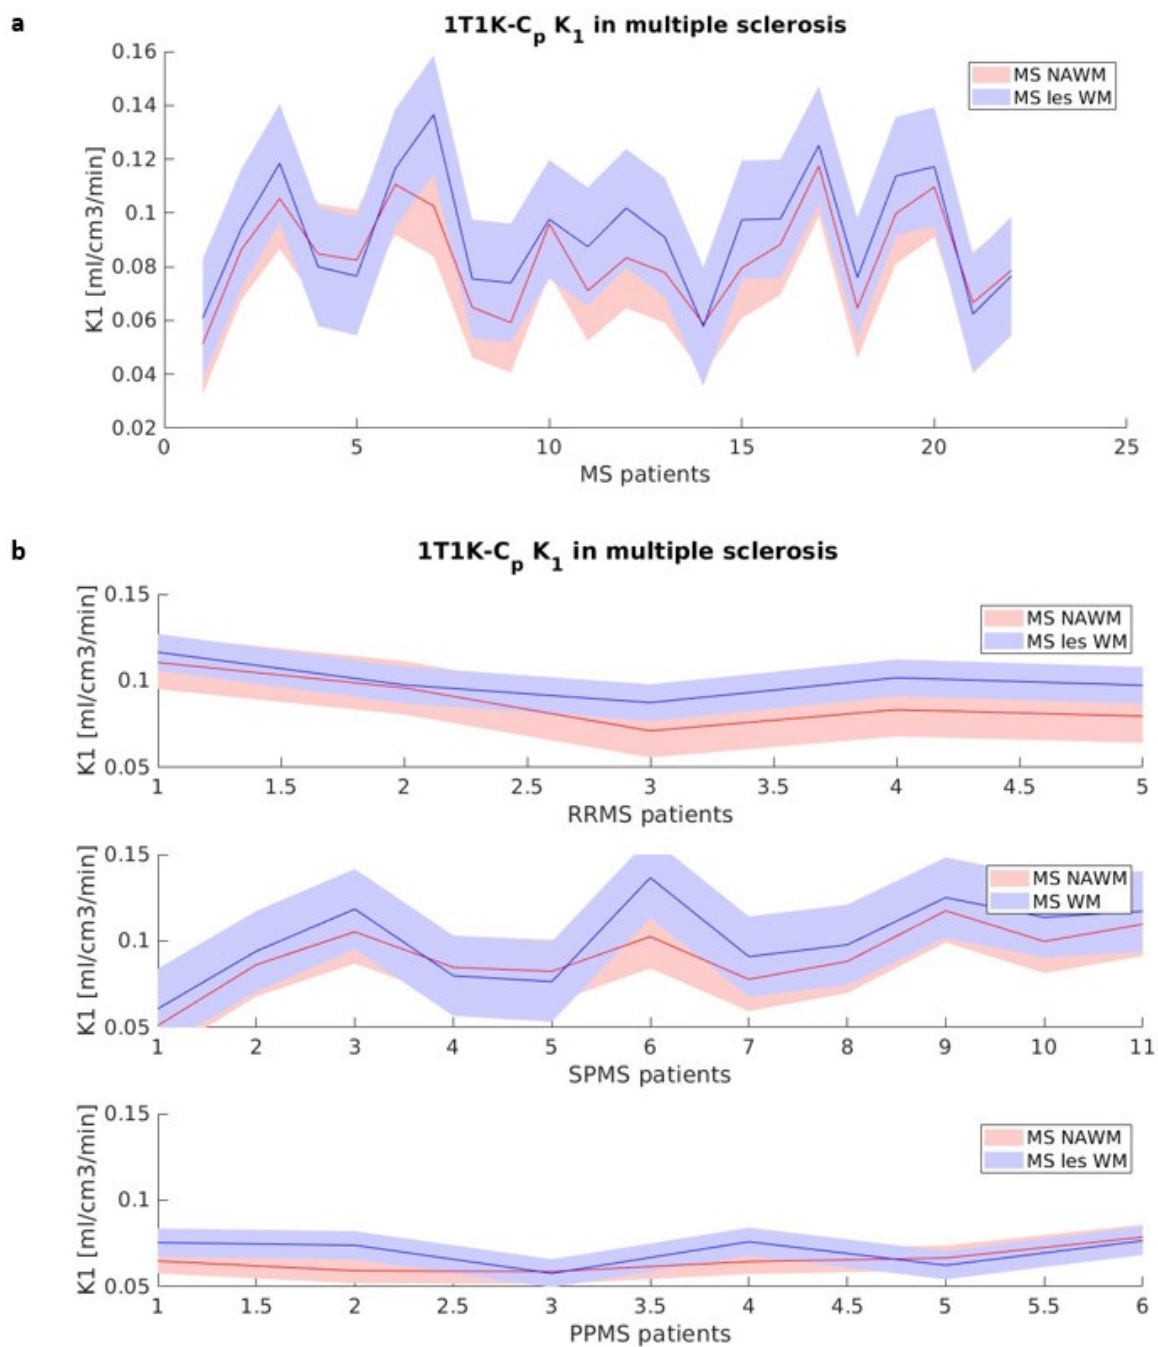 a
1T1K-Cp K1 in multiple sclerosis
K1 [ml/cm3/min]
0.16
0.14
0.12
0.1
0.08
0.06
0.04
0.02
MS NAWM
MS les WM
0 5 10 15 20 25
MS patients
b
1T1K-Cp K1 in multiple sclerosis
K1 [ml/cm3/min]
0.15
0.1
0.05
MS NAWM
MS les WM
1 1.5 2 2.5 3 3.5 4 4.5 5
RRMS patients
K1 [ml/cm3/min]
0.15
0.1
0.05
MS NAWM
MS WM
1 2 3 4 5 6 7 8 9 10 11
SPMS patients
K1 [ml/cm3/min]
0.15
0.1
0.05
MS NAWM
MS les WM
1 1.5 2 2.5 3 3.5 4 4.5 5 5.5 6
PPMS patients